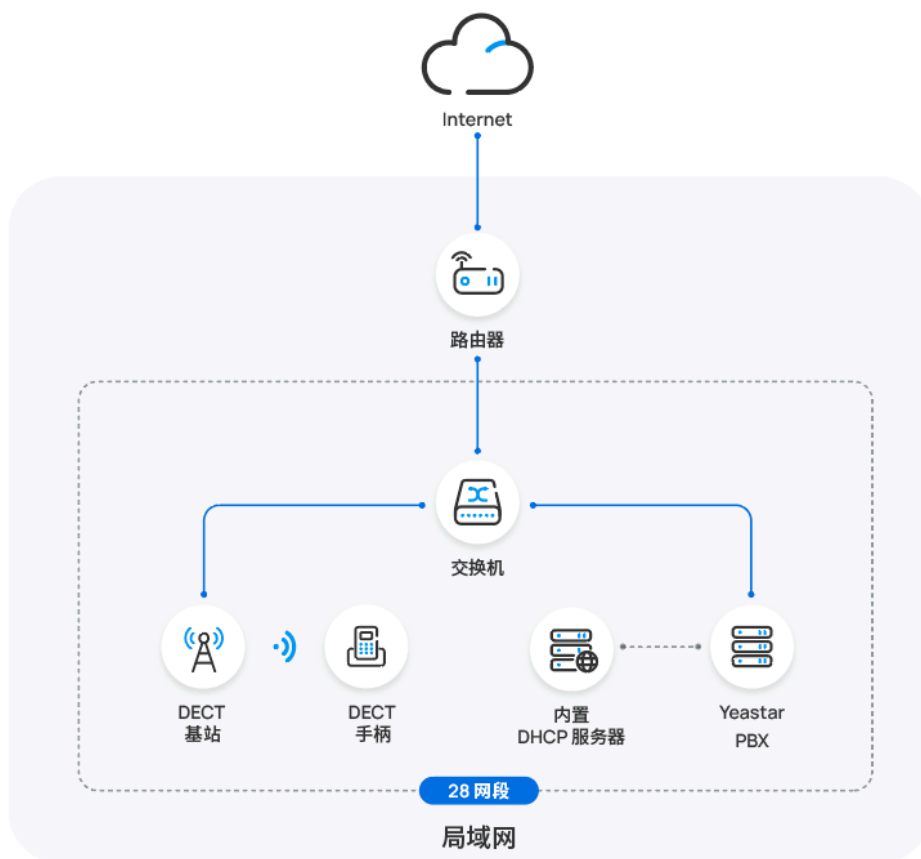 Internet
路由器
交换机
DECT
基站
DECT
手柄
内置
DHCP 服务器
Yeastar
PBX
28 网段
局域网